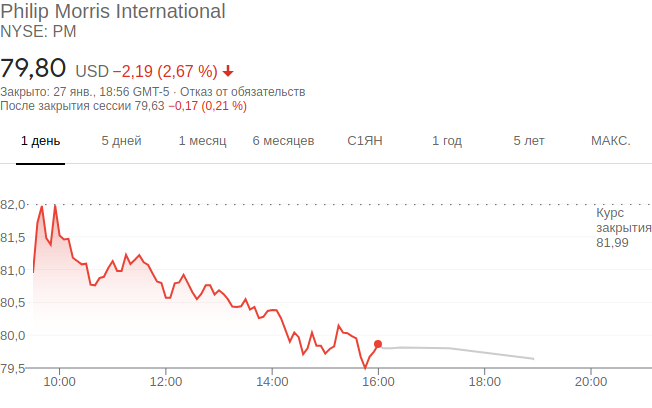 Philip Morris International
NYSE: PM
79,80 USD −2,19 (2,67 %)
Закрыто: 27 янв., 18:56 GMT-5 · Отказ от обязательств
После закрытия сессии 79,63 −0,17 (0,21 %)
1 день 5 дней 1 месяц 6 месяцев С1ЯН 1 год 5 лет МАКС.
82,0
Курс
закрытия
81,99
81,5
81,0
80,5
80,0
79,5
10:00 12:00 14:00 16:00 18:00 20:00